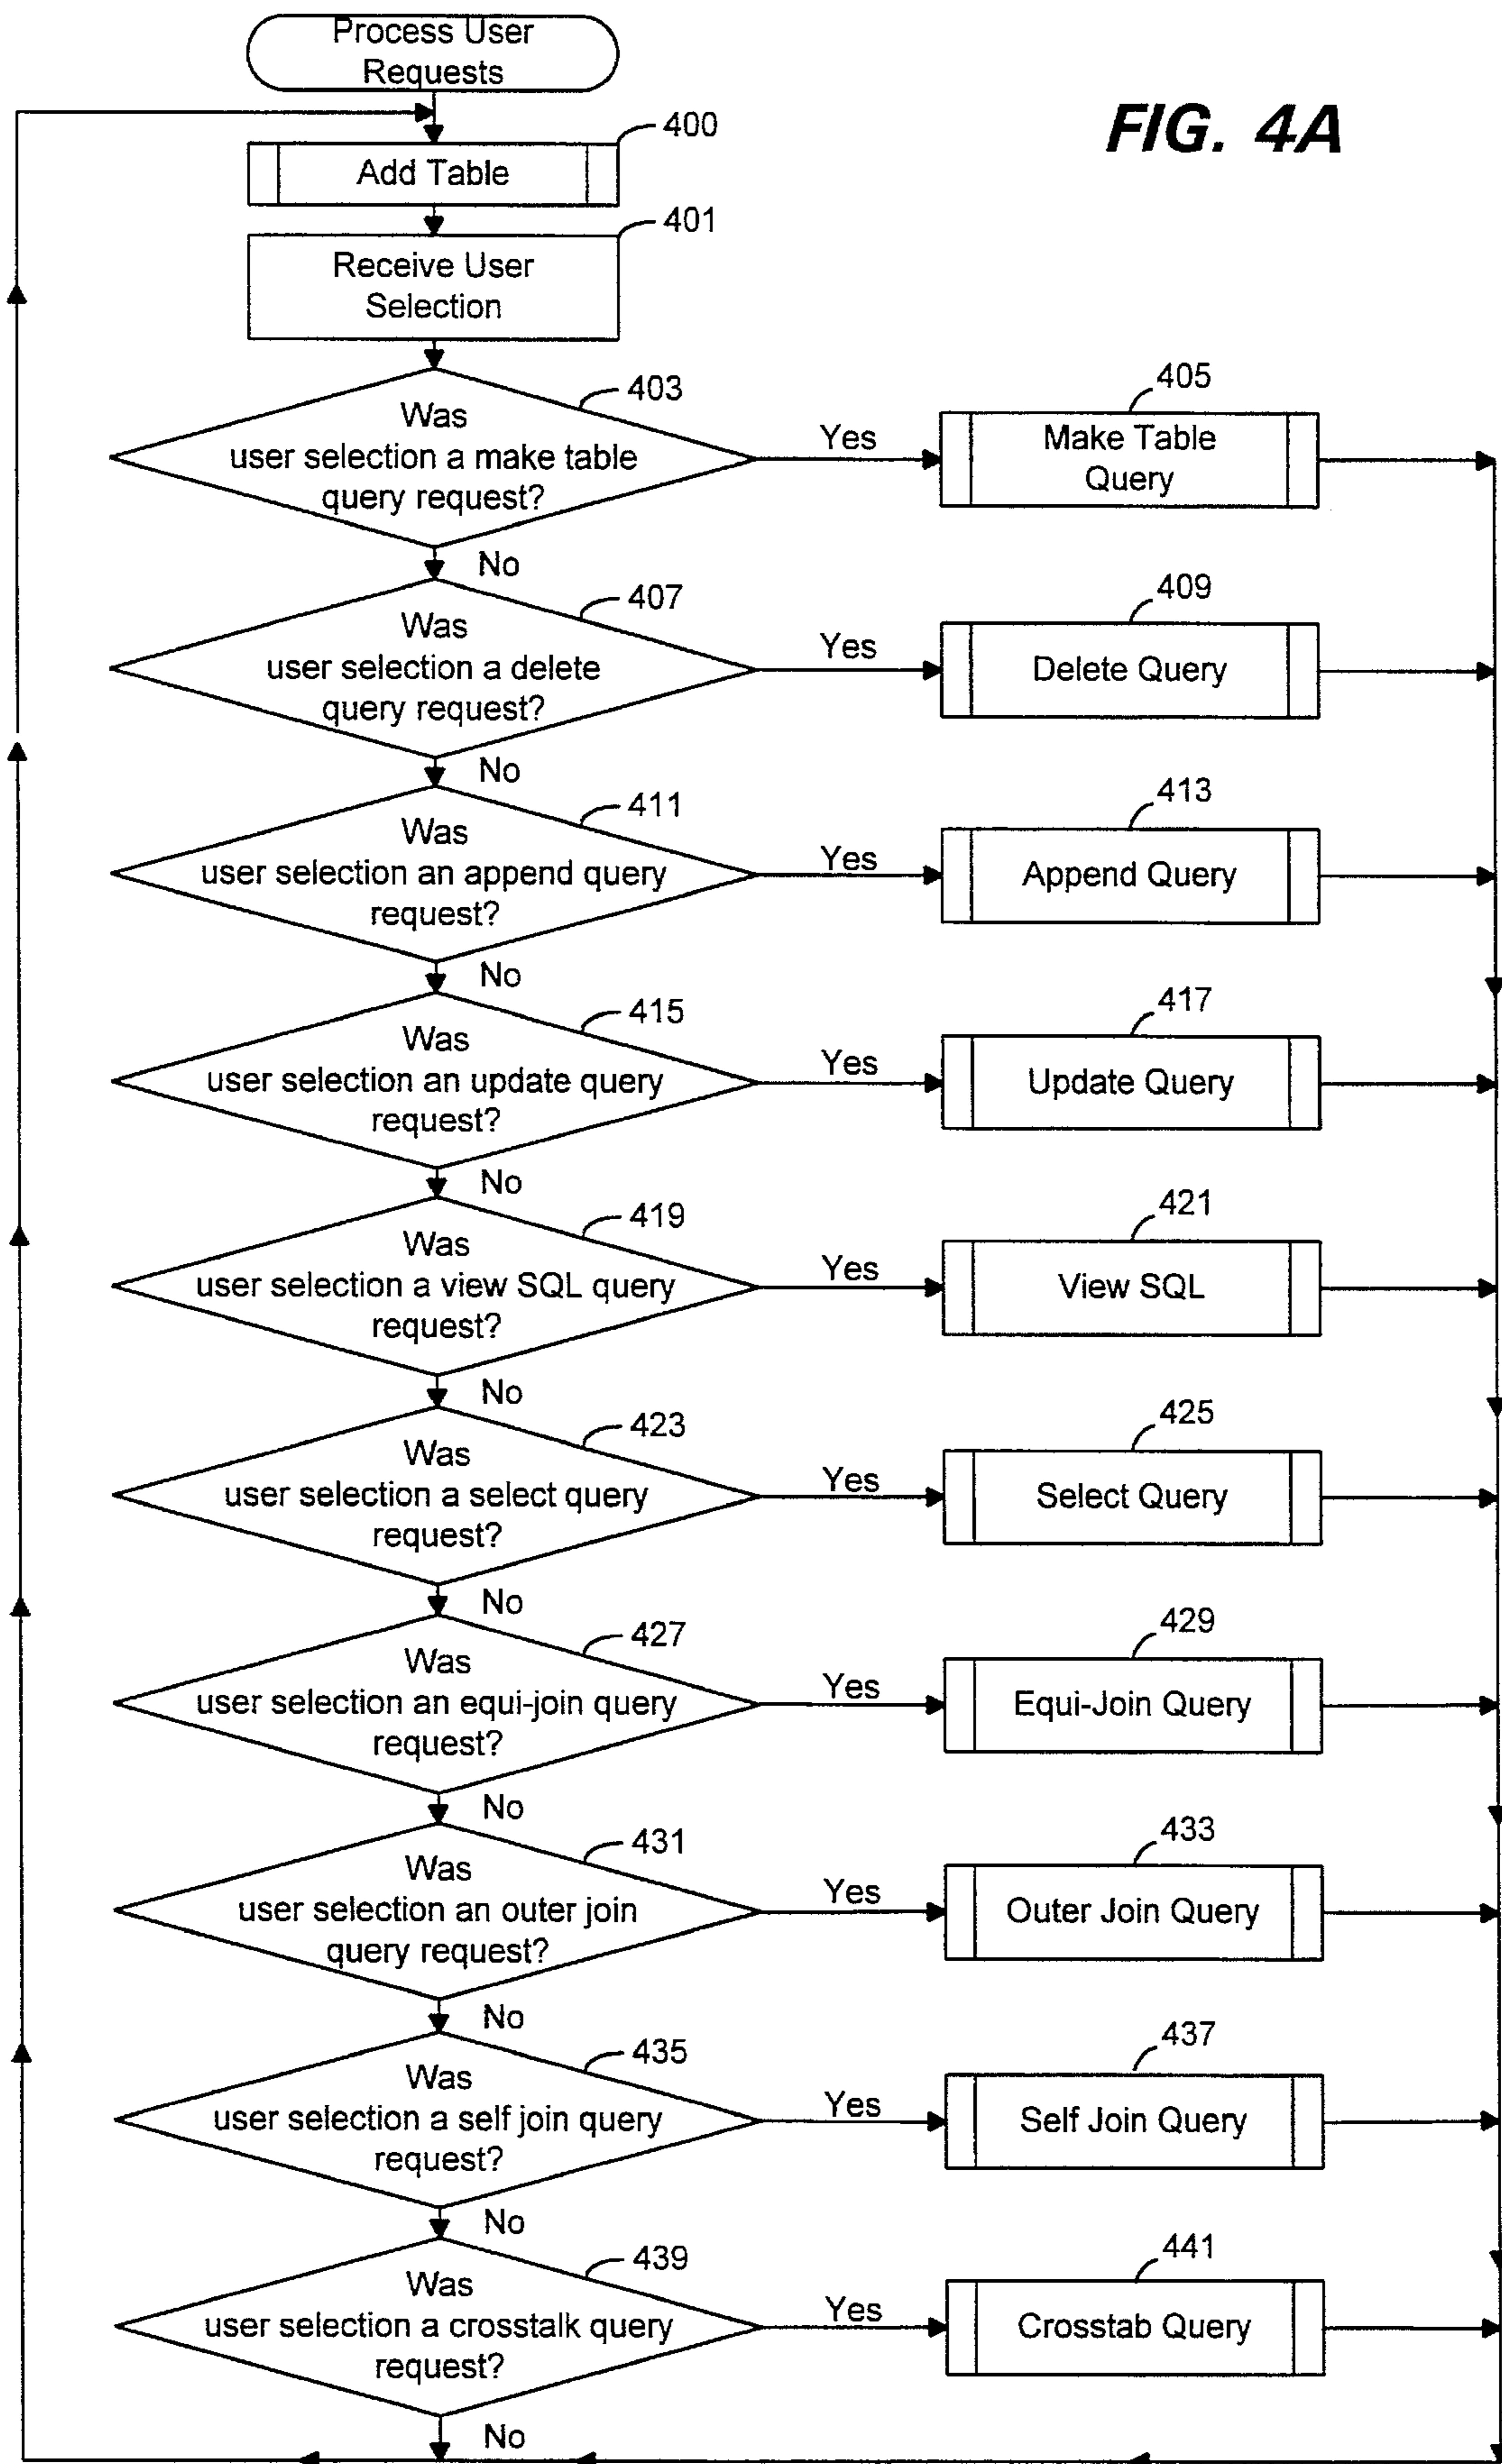 Process User
Requests
FIG. 4A
400
Add Table
401
Receive User
Selection
403
Was
user selection a make table
query request?
Yes
405
Make Table
Query
No
407
Was
user selection a delete
query request?
Yes
409
Delete Query
No
411
Was
user selection an append query
request?
Yes
413
Append Query
No
415
Was
user selection an update query
request?
Yes
417
Update Query
No
419
Was
user selection a view SQL query
request?
Yes
421
View SQL
No
423
Was
user selection a select query
request?
Yes
425
Select Query
No
427
Was
user selection an equi-join query
request?
Yes
429
Equi-Join Query
No
431
Was
user selection an outer join
query request?
Yes
433
Outer Join Query
No
435
Was
user selection a self join query
request?
Yes
437
Self Join Query
No
439
Was
user selection a crosstalk query
request?
Yes
441
Crosstab Query
No